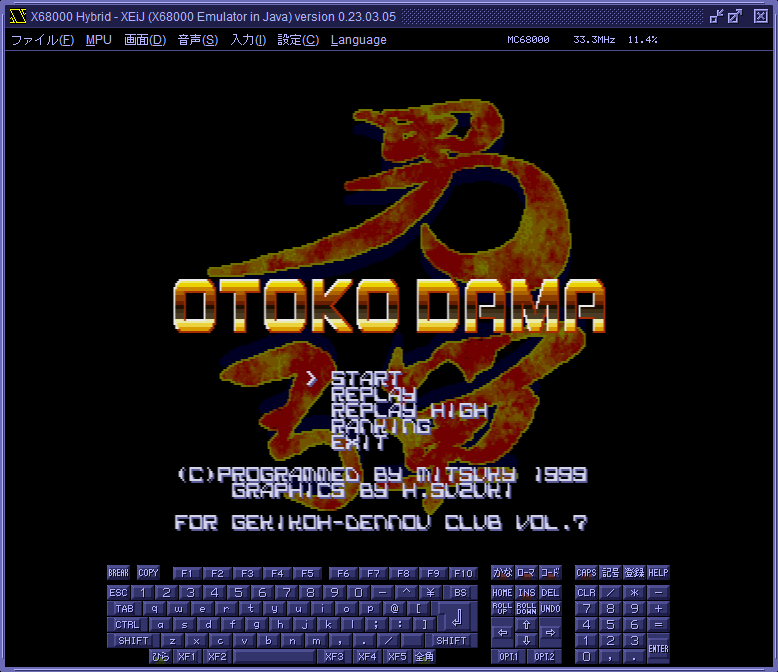 X68000 Hybrid - XEiJ (X68000 Emulator in Java) version 0.23.03.05
ファイル(F) MPU 画面(D) 音声(S) 入力(I) 設定(C) Language MC68000 33.3MHz 11.4%
男
OTOKO DAMA
> START
REPLAY
REPLAY HIGH
RANKING
EXIT
(C)PROGRAMMED BY MITSUKY 1999
GRAPHICS BY H.SUZUKI
FOR GEKIKOH-DENNOU CLUB VOL.7
BREAK COPY F1 F2 F3 F4 F5 F6 F7 F8 F9 F10 かな ローマ コード CAPS 記号 登録 HELP
ESC 1 2 3 4 5 6 7 8 9 0 - ^ ¥ BS HOME INS DEL CLR / * -
TAB q w e r t y u i o p @ [ ROLL UP ROLL DOWN UNDO 7 8 9 +
CTRL a s d f g h j k l ; : ] ⇦ ⇧ ⇨ 4 5 6 =
SHIFT z x c v b n m , . / SHIFT ⇩ 1 2 3 ENTER
ひら XF1 XF2 XF3 XF4 XF5 全角 OPT.1 OPT.2 0 , .